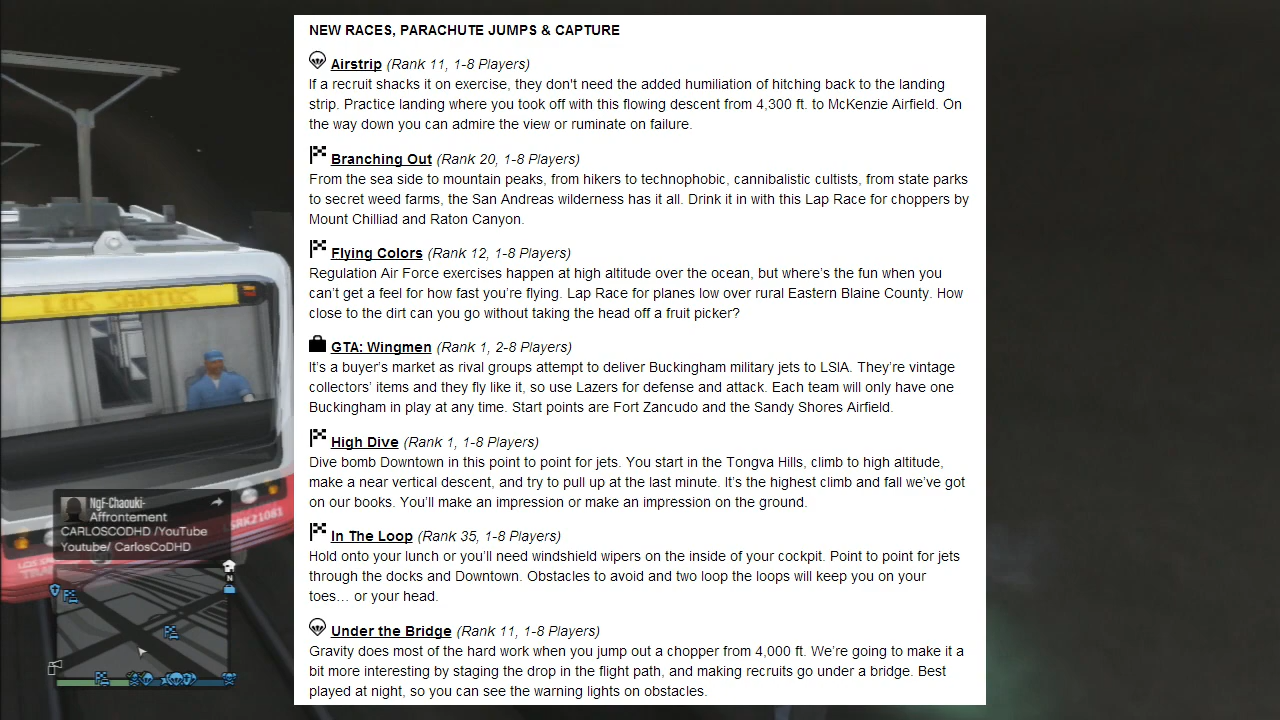 NEW RACES, PARACHUTE JUMPS & CAPTURE
Airstrip (Rank 11, 1-8 Players)
If a recruit shacks it on exercise, they don't need the added humiliation of hitching back to the landing
strip. Practice landing where you took off with this flowing descent from 4,300 ft. to McKenzie Airfield. On
the way down you can admire the view or ruminate on failure.
Branching Out (Rank 20, 1-8 Players)
From the sea side to mountain peaks, from hikers to technophobic, cannibalistic cultists, from state parks
to secret weed farms, the San Andreas wilderness has it all. Drink it in with this Lap Race for choppers by
Mount Chilliad and Raton Canyon.
Flying Colors (Rank 12, 1-8 Players)
Regulation Air Force exercises happen at high altitude over the ocean, but where's the fun when you
can't get a feel for how fast you're flying. Lap Race for planes low over rural Eastern Blaine County. How
close to the dirt can you go without taking the head off a fruit picker?
GTA: Wingmen (Rank 1, 2-8 Players)
It's a buyer's market as rival groups attempt to deliver Buckingham military jets to LSIA. They're vintage
collectors' items and they fly like it, so use Lazers for defense and attack. Each team will only have one
Buckingham in play at any time. Start points are Fort Zancudo and the Sandy Shores Airfield.
High Dive (Rank 1, 1-8 Players)
Dive bomb Downtown in this point to point for jets. You start in the Tongva Hills, climb to high altitude,
make a near vertical descent, and try to pull up at the last minute. It's the highest climb and fall we've got
on our books. You'll make an impression or make an impression on the ground.
In The Loop (Rank 35, 1-8 Players)
Hold onto your lunch or you'll need windshield wipers on the inside of your cockpit. Point to point for jets
through the docks and Downtown. Obstacles to avoid and two loop the loops will keep you on your
toes… or your head.
Under the Bridge (Rank 11, 1-8 Players)
Gravity does most of the hard work when you jump out a chopper from 4,000 ft. We're going to make it a
bit more interesting by staging the drop in the flight path, and making recruits go under a bridge. Best
played at night, so you can see the warning lights on obstacles.
LOS SANTOS
NgF-Chaouki-
Affrontement
CARLOSCODHD /YouTube
Youtube/ CarlosCoDHD
SRK21081
N